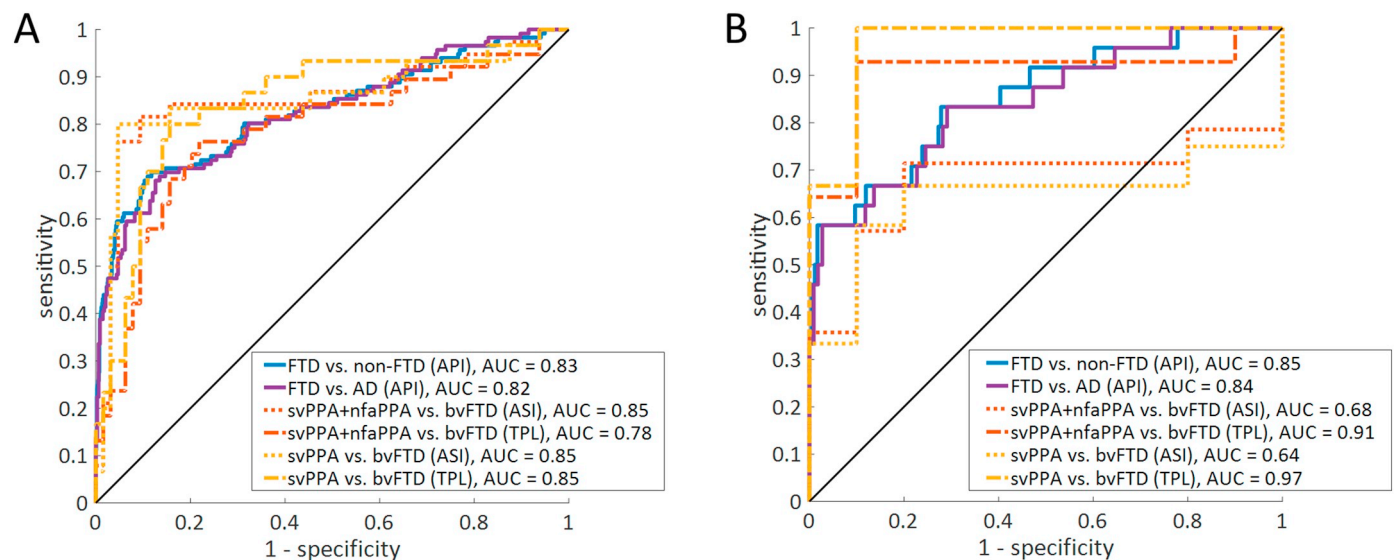 A
1
0.9
0.8
0.7
0.6
0.5
0.4
0.3
0.2
0.1
0
sensitivity
FTD vs. non-FTD (API), AUC = 0.83
FTD vs. AD (API), AUC = 0.82
svPPA+nfaPPA vs. bvFTD (ASI), AUC = 0.85
svPPA+nfaPPA vs. bvFTD (TPL), AUC = 0.78
svPPA vs. bvFTD (ASI), AUC = 0.85
svPPA vs. bvFTD (TPL), AUC = 0.85
0 0.2 0.4 0.6 0.8 1
1 - specificity
B
1
0.9
0.8
0.7
0.6
0.5
0.4
0.3
0.2
0.1
0
sensitivity
FTD vs. non-FTD (API), AUC = 0.85
FTD vs. AD (API), AUC = 0.84
svPPA+nfaPPA vs. bvFTD (ASI), AUC = 0.68
svPPA+nfaPPA vs. bvFTD (TPL), AUC = 0.91
svPPA vs. bvFTD (ASI), AUC = 0.64
svPPA vs. bvFTD (TPL), AUC = 0.97
0 0.2 0.4 0.6 0.8 1
1 - specificity